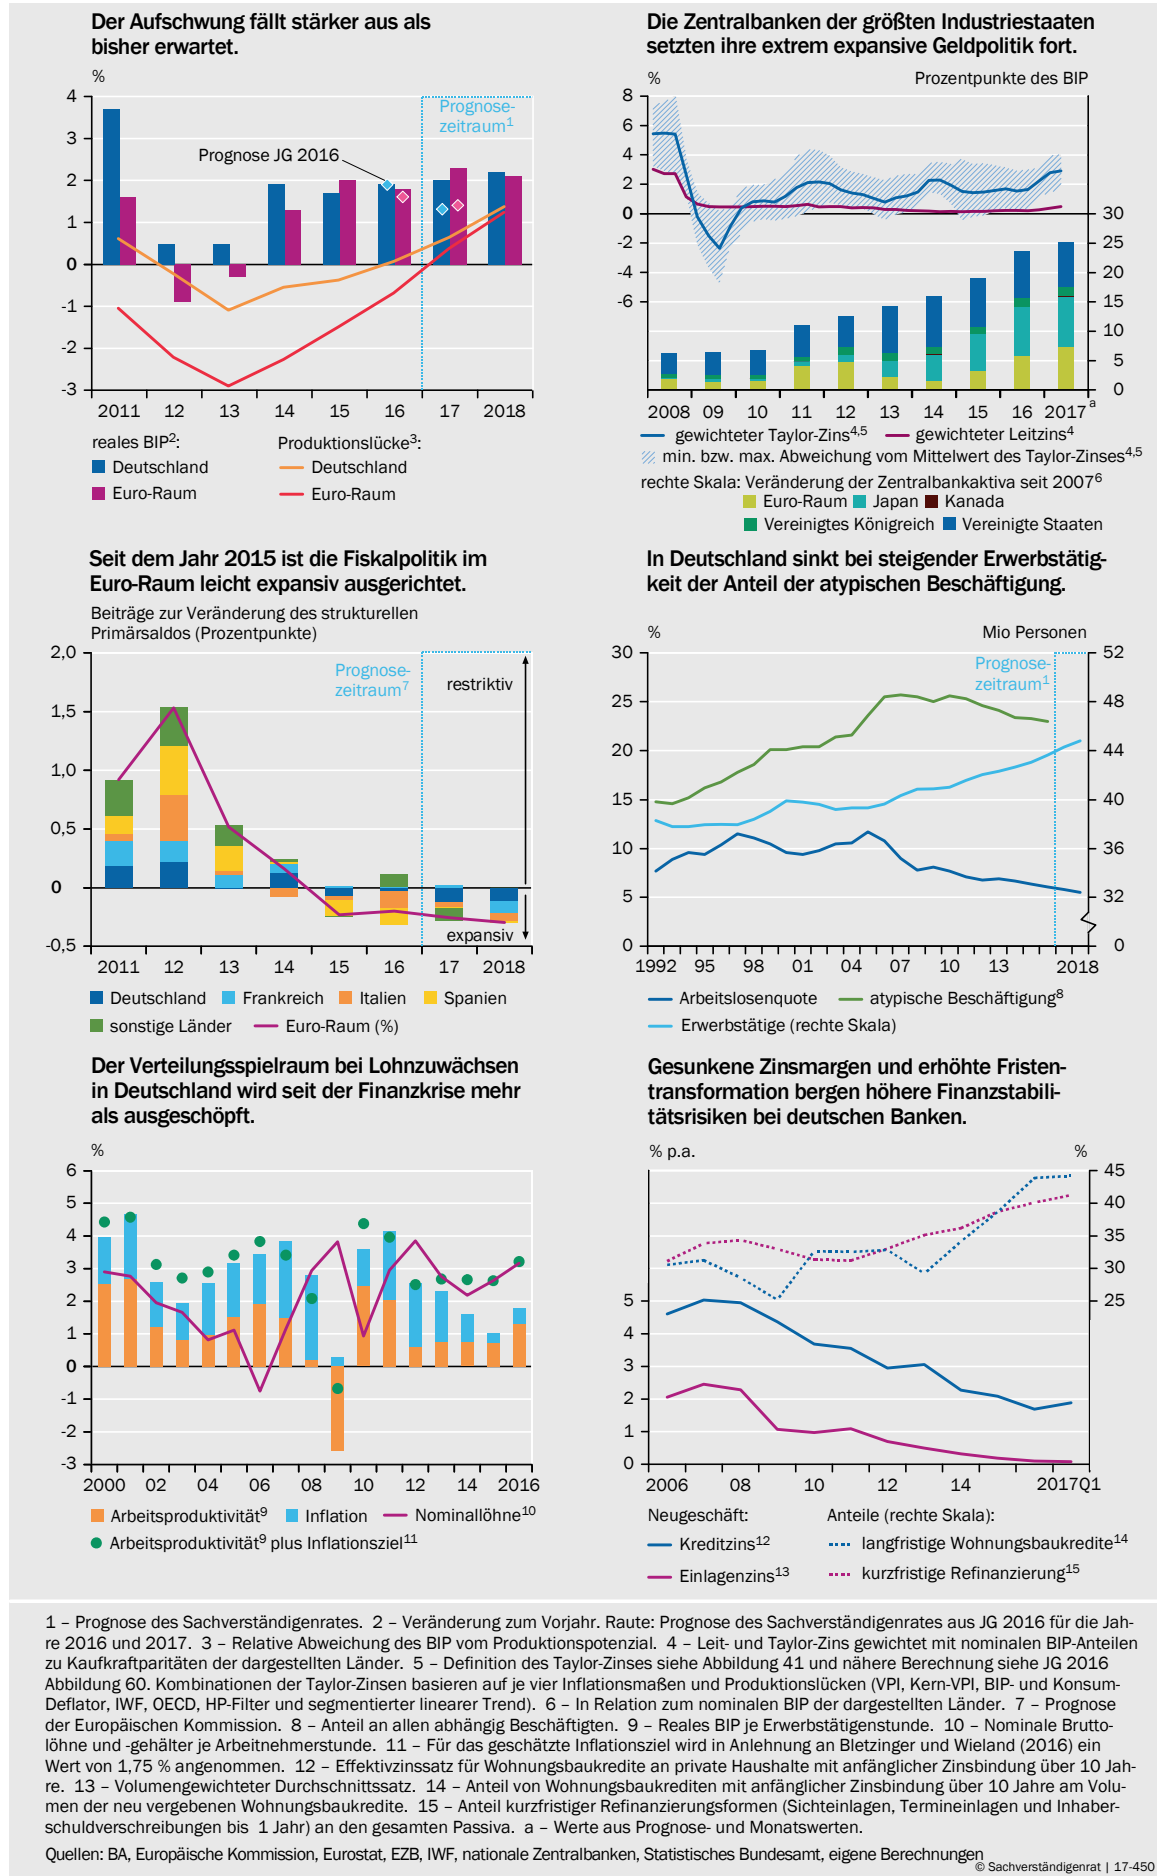 Der Aufschwung fällt stärker aus als
bisher erwartet.
%
4
3
2
1
0
-1
-2
-3
Prognose-
zeitraum1
Prognose JG 2016
2011 12 13 14 15 16 17 2018
reales BIP2:
Deutschland
Euro-Raum
Produktionslücke3:
Deutschland
Euro-Raum
Die Zentralbanken der größten Industriestaaten
setzten ihre extrem expansive Geldpolitik fort.
% Prozentpunkte des BIP
8
6
4
2
0 30
-2 25
-4 20
-6 15
10
5
0
2008 09 10 11 12 13 14 15 16 2017a
gewichteter Taylor-Zins4,5 gewichteter Leitzins4
min. bzw. max. Abweichung vom Mittelwert des Taylor-Zinses4,5
rechte Skala: Veränderung der Zentralbankaktiva seit 20076
Euro-Raum Japan Kanada
Vereinigtes Königreich Vereinigte Staaten
Seit dem Jahr 2015 ist die Fiskalpolitik im
Euro-Raum leicht expansiv ausgerichtet.
Beiträge zur Veränderung des strukturellen
Primärsaldos (Prozentpunkte)
2,0
1,5
1,0
0,5
0
-0,5
Prognose-
zeitraum7
restriktiv
expansiv
2011 12 13 14 15 16 17 2018
Deutschland Frankreich Italien Spanien
sonstige Länder Euro-Raum (%)
In Deutschland sinkt bei steigender Erwerbstätig-
keit der Anteil der atypischen Beschäftigung.
% Mio Personen
30 52
25 48
20 44
15 40
10 36
5 32
0 0
Prognose-
zeitraum1
1992 95 98 01 04 07 10 13 2018
Arbeitslosenquote atypische Beschäftigung8
Erwerbstätige (rechte Skala)
Der Verteilungsspielraum bei Lohnzuwächsen
in Deutschland wird seit der Finanzkrise mehr
als ausgeschöpft.
%
6
5
4
3
2
1
0
-1
-2
-3
2000 02 04 06 08 10 12 14 2016
Arbeitsproduktivität9 Inflation Nominallöhne10
Arbeitsproduktivität9 plus Inflationsziel11
Gesunkene Zinsmargen und erhöhte Fristen-
transformation bergen höhere Finanzstabili-
tätsrisiken bei deutschen Banken.
% p.a. %
45
40
35
30
5 25
4
3
2
1
0
2006 08 10 12 14 2017Q1
Neugeschäft:
Kreditzins12
Einlagenzins13
Anteile (rechte Skala):
langfristige Wohnungsbaukredite14
kurzfristige Refinanzierung15
1 – Prognose des Sachverständigenrates. 2 – Veränderung zum Vorjahr. Raute: Prognose des Sachverständigenrates aus JG 2016 für die Jah-
re 2016 und 2017. 3 – Relative Abweichung des BIP vom Produktionspotenzial. 4 – Leit- und Taylor-Zins gewichtet mit nominalen BIP-Anteilen
zu Kaufkraftparitäten der dargestellten Länder. 5 – Definition des Taylor-Zinses siehe Abbildung 41 und nähere Berechnung siehe JG 2016
Abbildung 60. Kombinationen der Taylor-Zinsen basieren auf je vier Inflationsmaßen und Produktionslücken (VPI, Kern-VPI, BIP- und Konsum-
Deflator, IWF, OECD, HP-Filter und segmentierter linearer Trend). 6 – In Relation zum nominalen BIP der dargestellten Länder. 7 – Prognose
der Europäischen Kommission. 8 – Anteil an allen abhängig Beschäftigten. 9 – Reales BIP je Erwerbstätigenstunde. 10 – Nominale Brutto-
löhne und -gehälter je Arbeitnehmerstunde. 11 – Für das geschätzte Inflationsziel wird in Anlehnung an Bletzinger und Wieland (2016) ein
Wert von 1,75 % angenommen. 12 – Effektivzinssatz für Wohnungsbaukredite an private Haushalte mit anfänglicher Zinsbindung über 10 Jah-
re. 13 – Volumengewichteter Durchschnittssatz. 14 – Anteil von Wohnungsbaukrediten mit anfänglicher Zinsbindung über 10 Jahre am Volu-
men der neu vergebenen Wohnungsbaukredite. 15 – Anteil kurzfristiger Refinanzierungsformen (Sichteinlagen, Termineinlagen und Inhaber-
schuldverschreibungen bis 1 Jahr) an den gesamten Passiva. a – Werte aus Prognose- und Monatswerten.
Quellen: BA, Europäische Kommission, Eurostat, EZB, IWF, nationale Zentralbanken, Statistisches Bundesamt, eigene Berechnungen
© Sachverständigenrat | 17-450